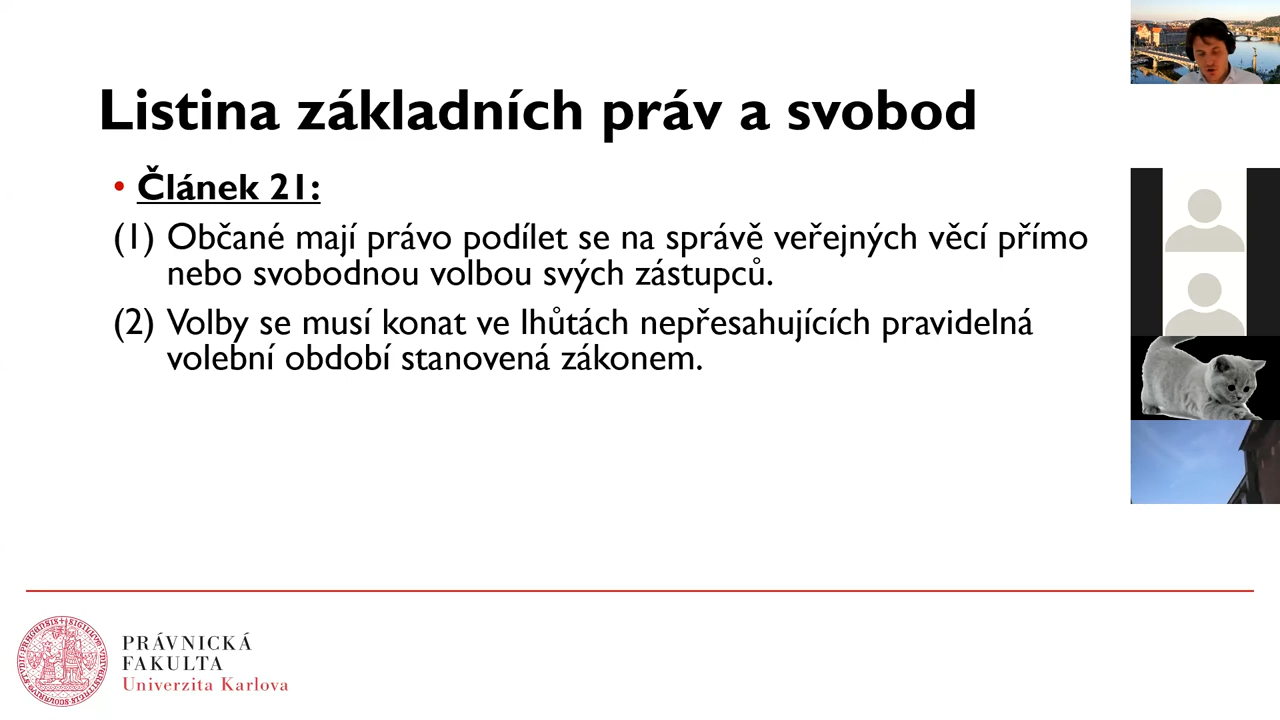 Listina základních práv a svobod
• Článek 21:
(1) Občané mají právo podílet se na správě veřejných věcí přímo
nebo svobodnou volbou svých zástupců.
(2) Volby se musí konat ve lhůtách nepřesahujících pravidelná
volební období stanovená zákonem.
PRÁVNICKÁ
FAKULTA
Univerzita Karlova